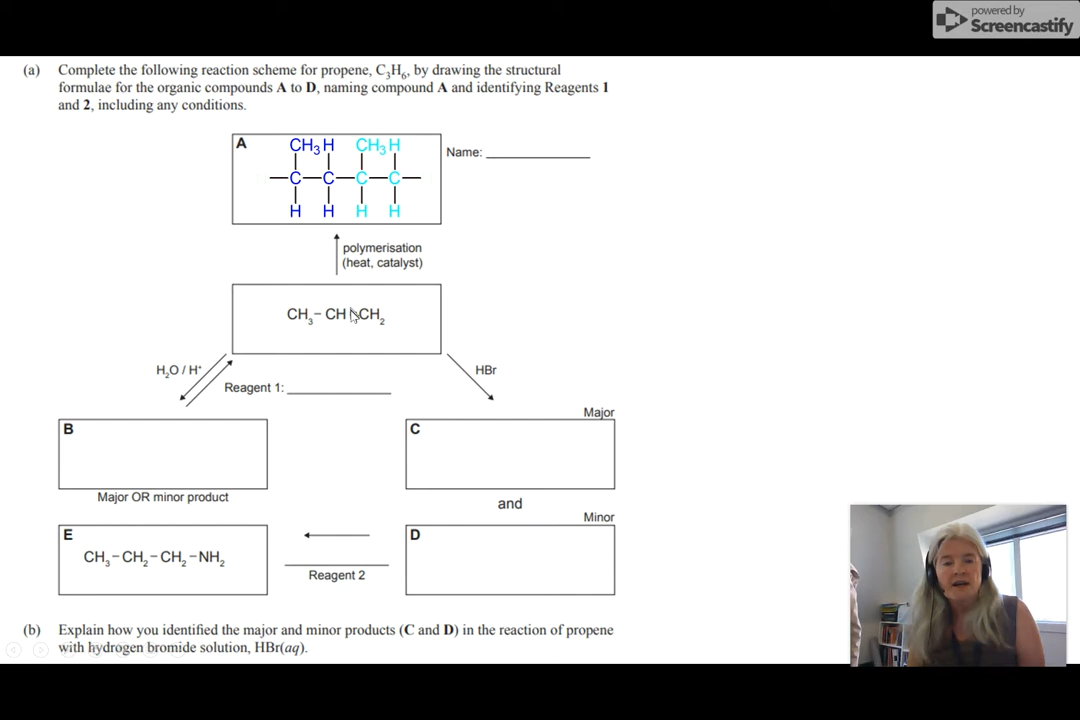 powered by
Screencastify
(a) Complete the following reaction scheme for propene, C₃H₆, by drawing the structural
formulae for the organic compounds A to D, naming compound A and identifying Reagents 1
and 2, including any conditions.
A
CH₃ H CH₃ H
C C C C
H H H H
Name:
polymerisation
(heat, catalyst)
CH₃ – CH CH₂
H₂O / H⁺
Reagent 1:
HBr
Major
B
C
Major OR minor product
and
Minor
E
CH₃ – CH₂ – CH₂ – NH₂
Reagent 2
D
(b) Explain how you identified the major and minor products (C and D) in the reaction of propene
with hydrogen bromide solution, HBr(aq).